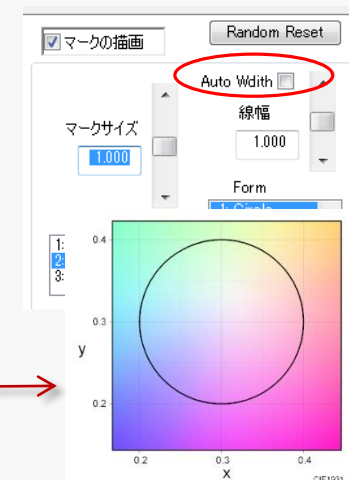 マークの描画
Random Reset
Auto Wdith
線幅
マークサイズ
1.000
1.000
Form
1: Circle
1:
2:
3:
0.4
0.3
y
0.2
0.2
0.3
0.4
x
CIE1931